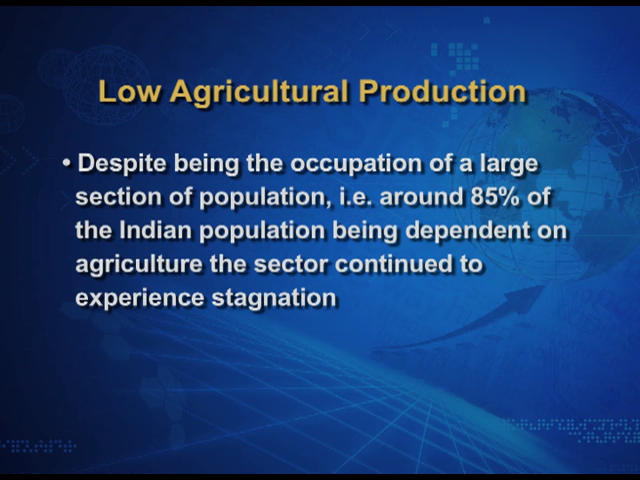 Low Agricultural Production
• Despite being the occupation of a large
section of population, i.e. around 85% of
the Indian population being dependent on
agriculture the sector continued to
experience stagnation